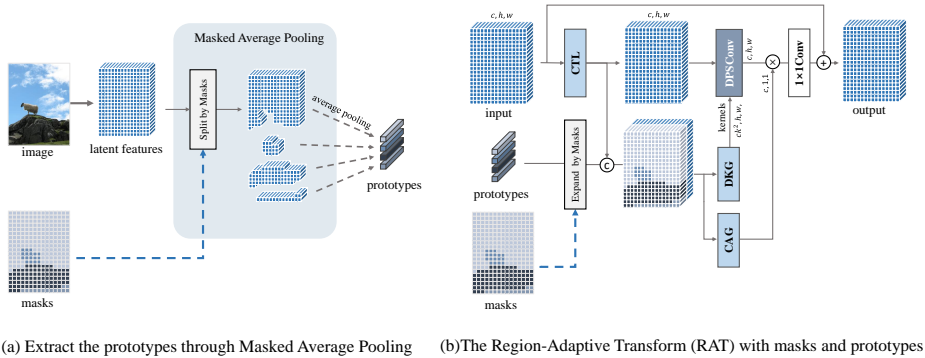 Masked Average Pooling
Split by Masks
average pooling
image
latent features
prototypes
masks
(a) Extract the prototypes through Masked Average Pooling
c, h, w
c, h, w
input
CTL
DPSConv
c, h, w
×
1×1Conv
+
output
c, 1,1
kernels
ck², h, w,
prototypes
Expand by Masks
c
DKG
CAG
masks
(b)The Region-Adaptive Transform (RAT) with masks and prototypes